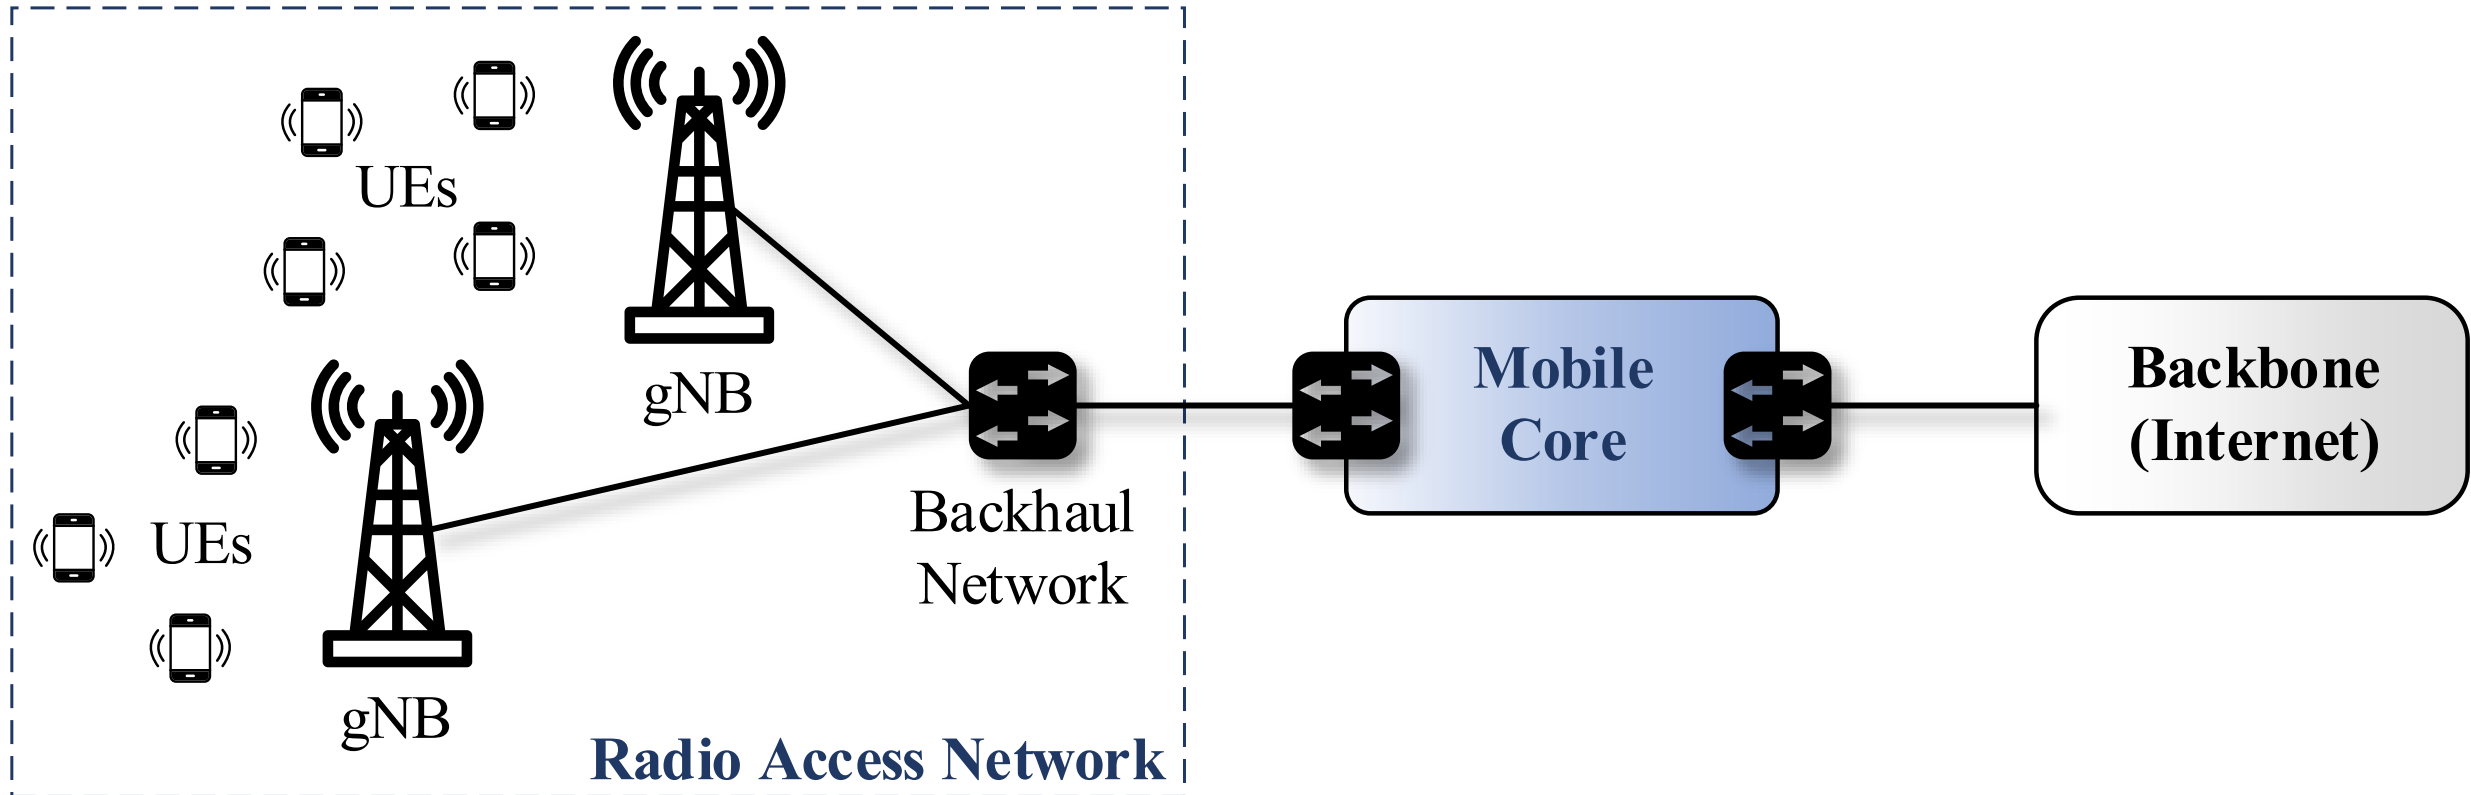 UEs
gNB
UEs
gNB
Backhaul
Network
Radio Access Network
Mobile
Core
Backbone
(Internet)